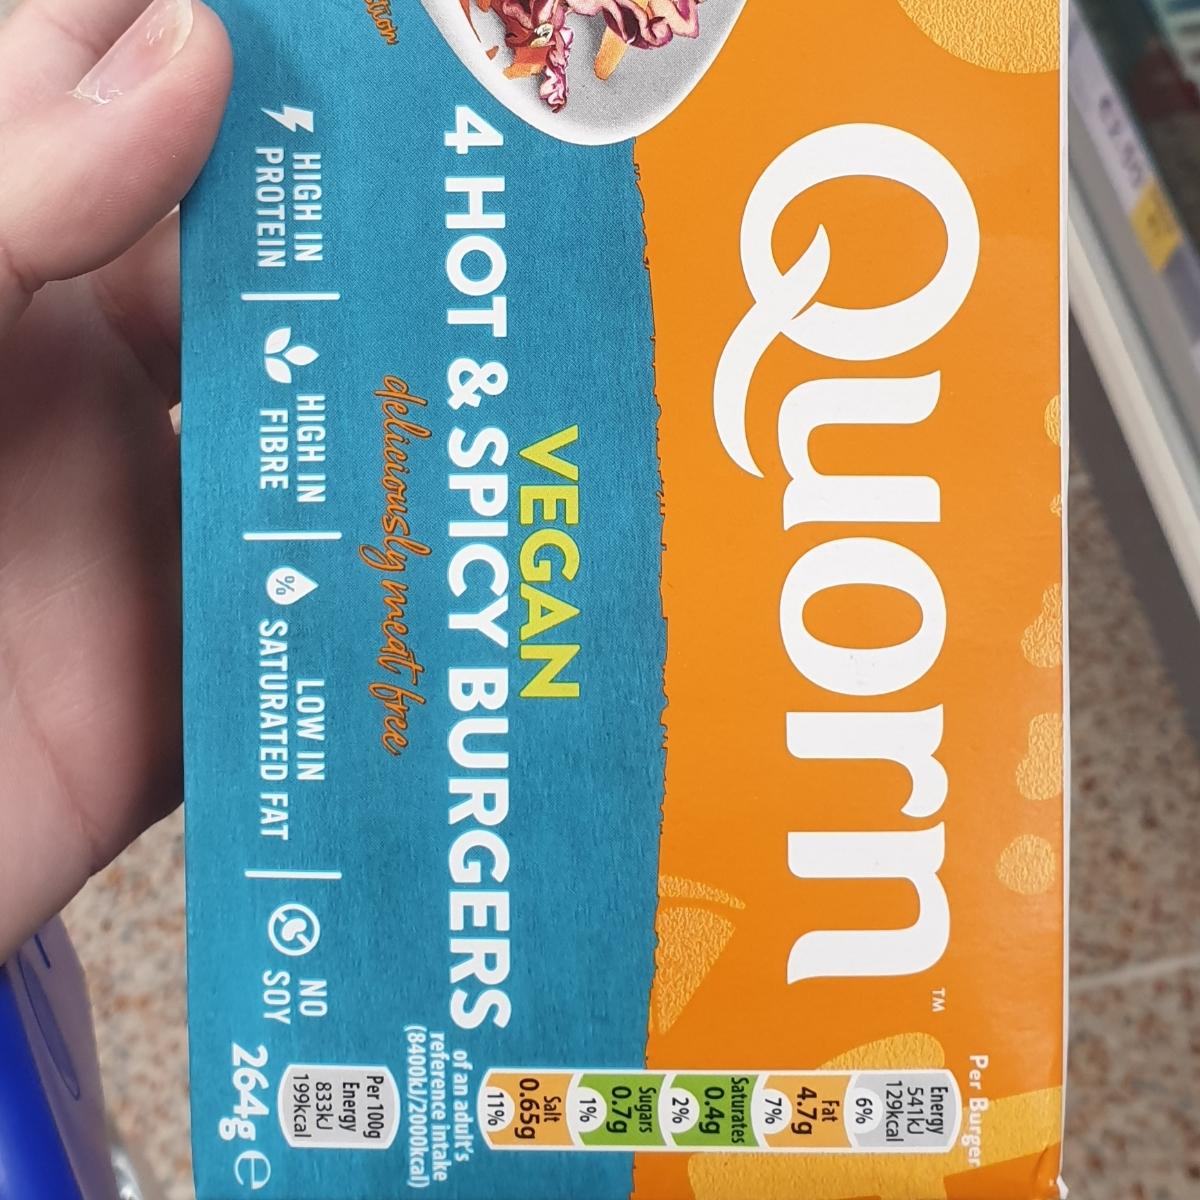 Quorn™
VEGAN
4 HOT & SPICY BURGERS
deliciously meat free
HIGH IN
PROTEIN
HIGH IN
FIBRE
%
LOW IN
SATURATED FAT
NO
SOY
Per Burger
Energy
541kJ
129kcal
6%
Fat
4.7g
7%
Saturates
0.4g
2%
Sugars
0.7g
1%
Salt
0.65g
11%
of an adult's
reference intake
(8400kJ/2000kcal)
Per 100g
Energy
833kJ
199kcal
264g e